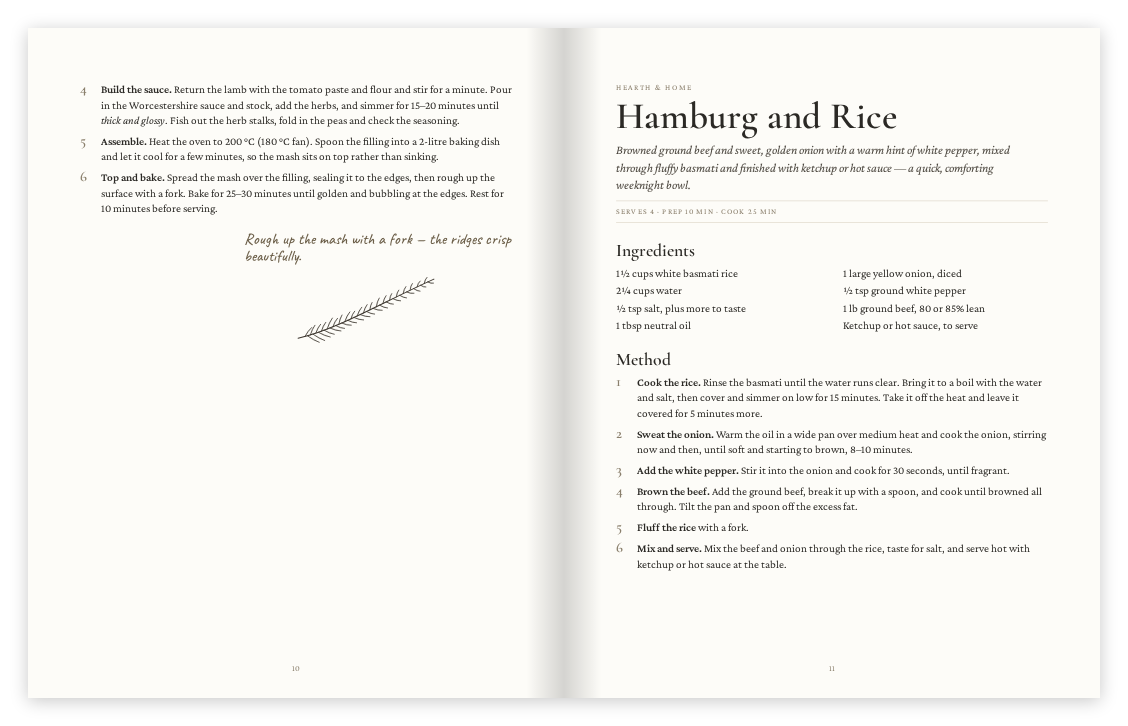 4 Build the sauce. Return the lamb with the tomato paste and flour and stir for a minute. Pour
in the Worcestershire sauce and stock, add the herbs, and simmer for 15–20 minutes until
thick and glossy. Fish out the herb stalks, fold in the peas and check the seasoning.
5 Assemble. Heat the oven to 200 °C (180 °C fan). Spoon the filling into a 2-litre baking dish
and let it cool for a few minutes, so the mash sits on top rather than sinking.
6 Top and bake. Spread the mash over the filling, sealing it to the edges, then rough up the
surface with a fork. Bake for 25–30 minutes until golden and bubbling at the edges. Rest for
10 minutes before serving.
Rough up the mash with a fork — the ridges crisp
beautifully.
10
HEARTH & HOME
Hamburg and Rice
Browned ground beef and sweet, golden onion with a warm hint of white pepper, mixed
through fluffy basmati and finished with ketchup or hot sauce — a quick, comforting
weeknight bowl.
SERVES 4 · PREP 10 MIN · COOK 25 MIN
Ingredients
1½ cups white basmati rice
2¼ cups water
½ tsp salt, plus more to taste
1 tbsp neutral oil
1 large yellow onion, diced
½ tsp ground white pepper
1 lb ground beef, 80 or 85% lean
Ketchup or hot sauce, to serve
Method
1 Cook the rice. Rinse the basmati until the water runs clear. Bring it to a boil with the water
and salt, then cover and simmer on low for 15 minutes. Take it off the heat and leave it
covered for 5 minutes more.
2 Sweat the onion. Warm the oil in a wide pan over medium heat and cook the onion, stirring
now and then, until soft and starting to brown, 8–10 minutes.
3 Add the white pepper. Stir it into the onion and cook for 30 seconds, until fragrant.
4 Brown the beef. Add the ground beef, break it up with a spoon, and cook until browned all
through. Tilt the pan and spoon off the excess fat.
5 Fluff the rice with a fork.
6 Mix and serve. Mix the beef and onion through the rice, taste for salt, and serve hot with
ketchup or hot sauce at the table.
11